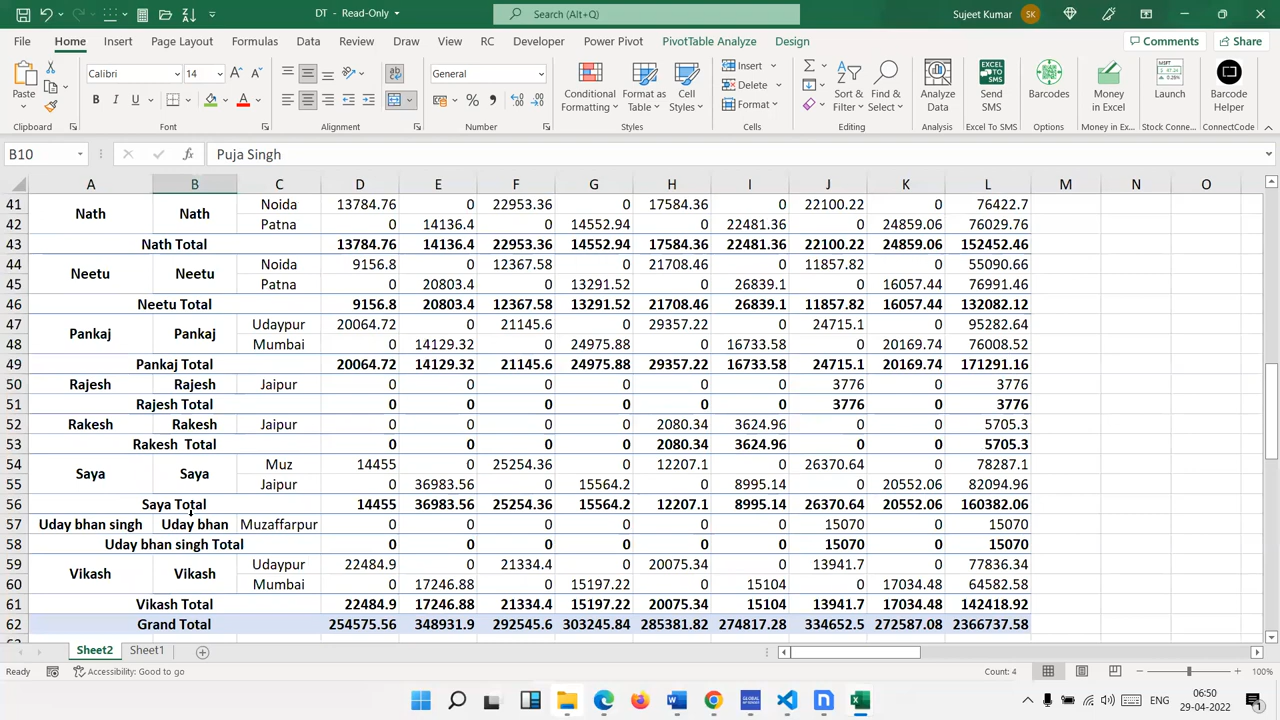 DT - Read-Only
Search (Alt+Q)
Sujeet Kumar SK
File Home Insert Page Layout Formulas Data Review Draw View RC Developer Power Pivot PivotTable Analyze Design Comments Share
Paste
Calibri 14
B I U
General
Conditional Formatting
Format as Table
Cell Styles
Insert
Delete
Format
Sort & Filter
Find & Select
Analyze Data
Send SMS
Barcodes
Money in Excel
Launch
Barcode Helper
Clipboard Font Alignment Number Styles Cells Editing Analysis Excel To SMS Options Money in Ex... Stock Connec... ConnectCode
B10 Puja Singh
A B C D E F G H I J K L M N O
41 Nath Nath Noida 13784.76 0 22953.36 0 17584.36 0 22100.22 0 76422.7
42 Patna 0 14136.4 0 14552.94 0 22481.36 0 24859.06 76029.76
43 Nath Total 13784.76 14136.4 22953.36 14552.94 17584.36 22481.36 22100.22 24859.06 152452.46
44 Neetu Neetu Noida 9156.8 0 12367.58 0 21708.46 0 11857.82 0 55090.66
45 Patna 0 20803.4 0 13291.52 0 26839.1 0 16057.44 76991.46
46 Neetu Total 9156.8 20803.4 12367.58 13291.52 21708.46 26839.1 11857.82 16057.44 132082.12
47 Pankaj Pankaj Udaypur 20064.72 0 21145.6 0 29357.22 0 24715.1 0 95282.64
48 Mumbai 0 14129.32 0 24975.88 0 16733.58 0 20169.74 76008.52
49 Pankaj Total 20064.72 14129.32 21145.6 24975.88 29357.22 16733.58 24715.1 20169.74 171291.16
50 Rajesh Rajesh Jaipur 0 0 0 0 0 0 3776 0 3776
51 Rajesh Total 0 0 0 0 0 0 3776 0 3776
52 Rakesh Rakesh Jaipur 0 0 0 0 2080.34 3624.96 0 0 5705.3
53 Rakesh  Total 0 0 0 0 2080.34 3624.96 0 0 5705.3
54 Saya Saya Muz 14455 0 25254.36 0 12207.1 0 26370.64 0 78287.1
55 Jaipur 0 36983.56 0 15564.2 0 8995.14 0 20552.06 82094.96
56 Saya Total 14455 36983.56 25254.36 15564.2 12207.1 8995.14 26370.64 20552.06 160382.06
57 Uday bhan singh Uday bhan Muzaffarpur 0 0 0 0 0 0 15070 0 15070
58 Uday bhan singh Total 0 0 0 0 0 0 15070 0 15070
59 Vikash Vikash Udaypur 22484.9 0 21334.4 0 20075.34 0 13941.7 0 77836.34
60 Mumbai 0 17246.88 0 15197.22 0 15104 0 17034.48 64582.58
61 Vikash Total 22484.9 17246.88 21334.4 15197.22 20075.34 15104 13941.7 17034.48 142418.92
62 Grand Total 254575.56 348931.9 292545.6 303245.84 285381.82 274817.28 334652.5 272587.08 2366737.58
Sheet2 Sheet1
Ready Accessibility: Good to go Count: 4 100%
ENG 06:50
29-04-2022